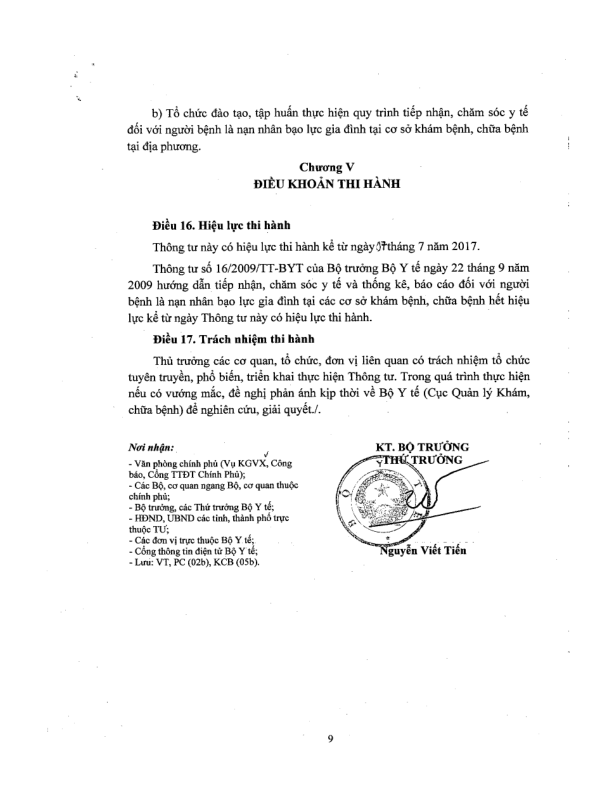 b) Tổ chức đào tạo, tập huấn thực hiện quy trình tiếp nhận, chăm sóc y tế
đối với người bệnh là nạn nhân bạo lực gia đình tại cơ sở khám bệnh, chữa bệnh
tại địa phương.
Chương V
ĐIỀU KHOẢN THI HÀNH
Điều 16. Hiệu lực thi hành
Thông tư này có hiệu lực thi hành kể từ ngày tháng 7 năm 2017.
Thông tư số 16/2009/TT-BYT của Bộ trưởng Bộ Y tế ngày 22 tháng 9 năm
2009 hướng dẫn tiếp nhận, chăm sóc y tế và thống kê, báo cáo đối với người
bệnh là nạn nhân bạo lực gia đình tại các cơ sở khám bệnh, chữa bệnh hết hiệu
lực kể từ ngày Thông tư này có hiệu lực thi hành.
Điều 17. Trách nhiệm thi hành
Thủ trưởng các cơ quan, tổ chức, đơn vị liên quan có trách nhiệm tổ chức
tuyên truyền, phổ biến, triển khai thực hiện Thông tư. Trong quá trình thực hiện
nếu có vướng mắc, đề nghị phản ánh kịp thời về Bộ Y tế (Cục Quản lý Khám,
chữa bệnh) để nghiên cứu, giải quyết./.
Nơi nhận:
- Văn phòng chính phủ (Vụ KGVX, Công
báo, Cổng TTĐT Chính Phủ);
- Các Bộ, cơ quan ngang Bộ, cơ quan thuộc
chính phủ;
- Bộ trưởng, các Thứ trưởng Bộ Y tế;
- HĐND, UBND các tỉnh, thành phố trực
thuộc TƯ;
- Các đơn vị trực thuộc Bộ Y tế;
- Cổng thông tin điện tử Bộ Y tế;
- Lưu: VT, PC (02b), KCB (05b).
KT. BỘ TRƯỞNG
THỨ TRƯỞNG
BỘ Y TẾ
Nguyễn Viết Tiến
9